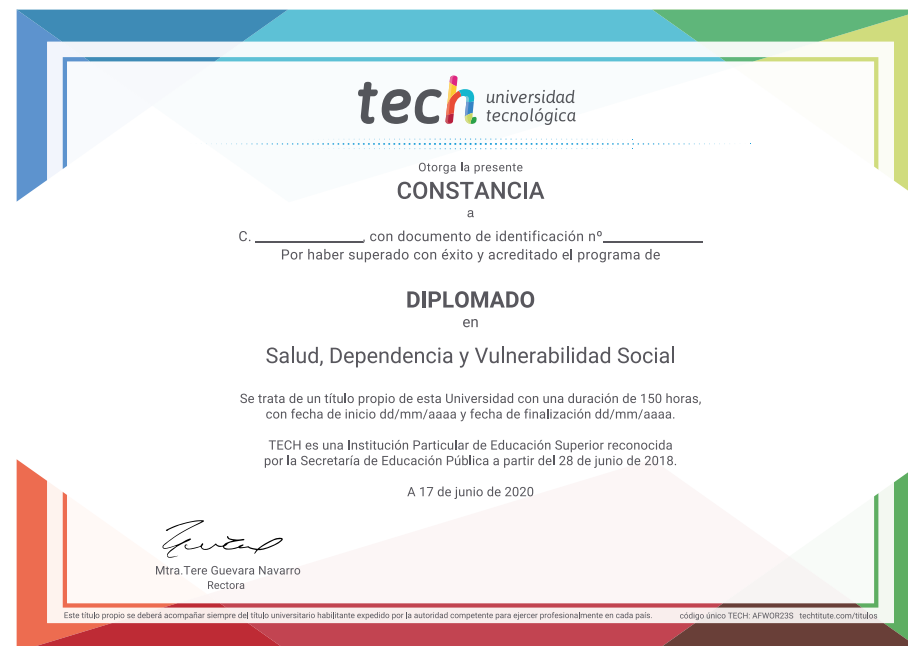 tech universidad
tecnológica
Otorga la presente
CONSTANCIA
a
C. ______________, con documento de identificación nº_____________
Por haber superado con éxito y acreditado el programa de
DIPLOMADO
en
Salud, Dependencia y Vulnerabilidad Social
Se trata de un título propio de esta Universidad con una duración de 150 horas,
con fecha de inicio dd/mm/aaaa y fecha de finalización dd/mm/aaaa.
TECH es una Institución Particular de Educación Superior reconocida
por la Secretaría de Educación Pública a partir del 28 de junio de 2018.
A 17 de junio de 2020
Mtra.Tere Guevara Navarro
Rectora
Este título propio se deberá acompañar siempre del título universitario habilitante expedido por la autoridad competente para ejercer profesionalmente en cada país. código único TECH: AFWOR23S techtitute.com/titulos